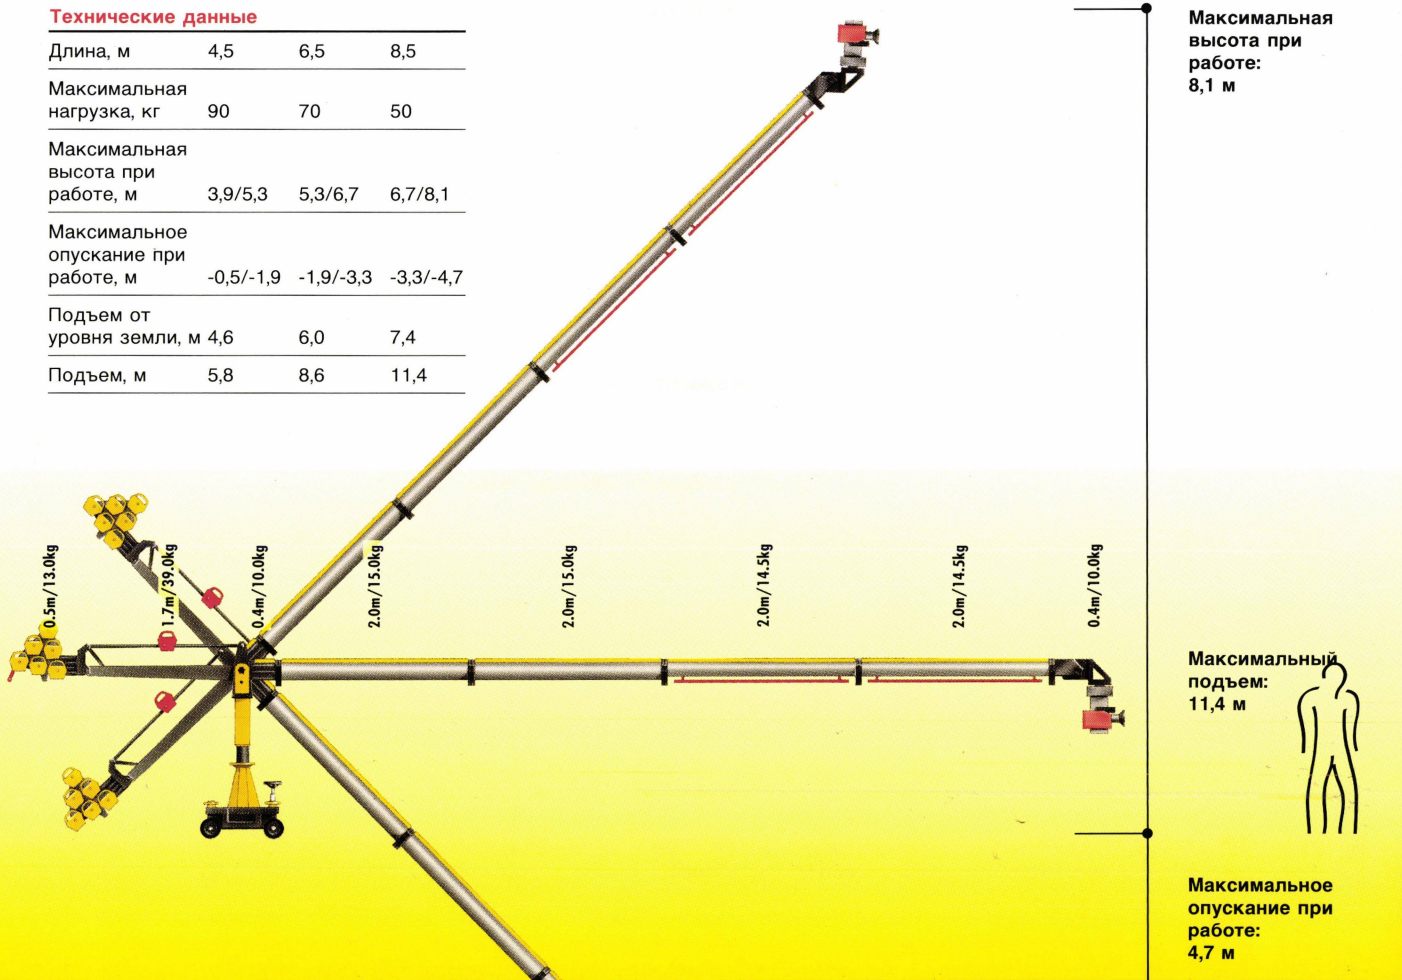 Технические данные
Длина, м 4,5 6,5 8,5
Максимальная
нагрузка, кг 90 70 50
Максимальная
высота при
работе, м 3,9/5,3 5,3/6,7 6,7/8,1
Максимальное
опускание при
работе, м -0,5/-1,9 -1,9/-3,3 -3,3/-4,7
Подъем от
уровня земли, м 4,6 6,0 7,4
Подъем, м 5,8 8,6 11,4
Максимальная
высота при
работе:
8,1 м
0.5m/13.0kg
1.7m/39.0kg
0.4m/10.0kg
2.0m/15.0kg
2.0m/15.0kg
2.0m/14.5kg
2.0m/14.5kg
0.4m/10.0kg
Максимальный
подъем:
11,4 м
Максимальное
опускание при
работе:
4,7 м